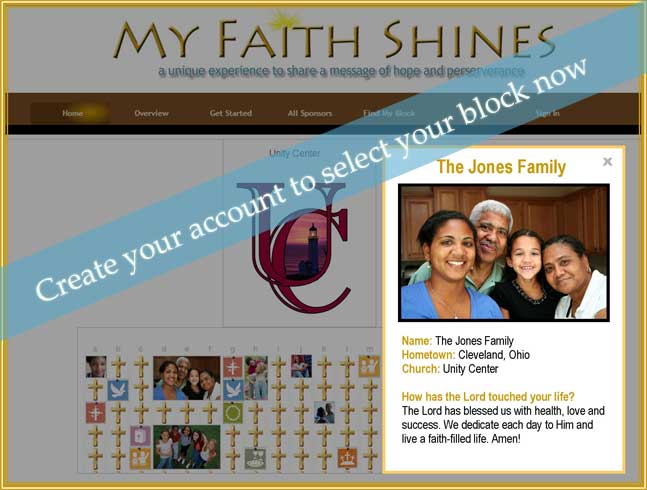 MY FAITH SHINES
a unique experience to share a message of hope and perserverance
Home Overview Get Started All Sponsors Find My Block Sign In
Create your account to select your block now
Unity Center
UC
The Jones Family
x
Name: The Jones Family
Hometown: Cleveland, Ohio
Church: Unity Center
How has the Lord touched your life?
The Lord has blessed us with health, love and
success. We dedicate each day to Him and
live a faith-filled life. Amen!
a b c d e f g h i j k l m